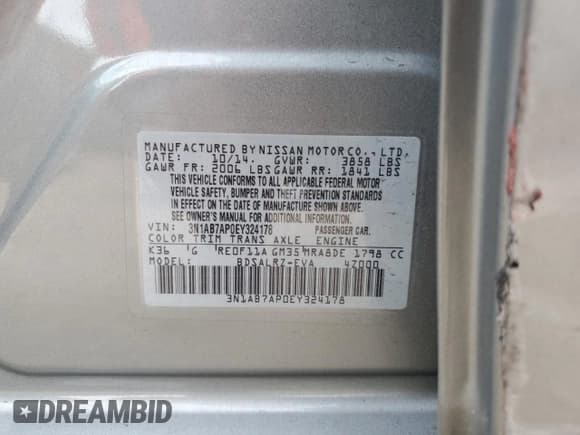 MANUFACTURED BY NISSAN MOTOR CO., LTD.
DATE: 10/14. GVWR: 3858 LBS
GAWR FR: 2006 LBS GAWR RR: 1841 LBS
THIS VEHICLE CONFORMS TO ALL APPLICABLE FEDERAL MOTOR
VEHICLE SAFETY, BUMPER AND THEFT PREVENTION STANDARDS
IN EFFECT ON THE DATE OF MANUFACTURE SHOWN ABOVE.
SEE OWNER'S MANUAL FOR ADDITIONAL INFORMATION.
VIN: 3N1AB7AP0EY324178 PASSENGER CAR.
COLOR TRIM TRANS AXLE ENGINE
K36 'G 'RE0F11A GM35'MRA8DE 1798 CC
MODEL: BDSALRZ-EVA 47000
3N1AB7AP0EY324178
DREAMBID